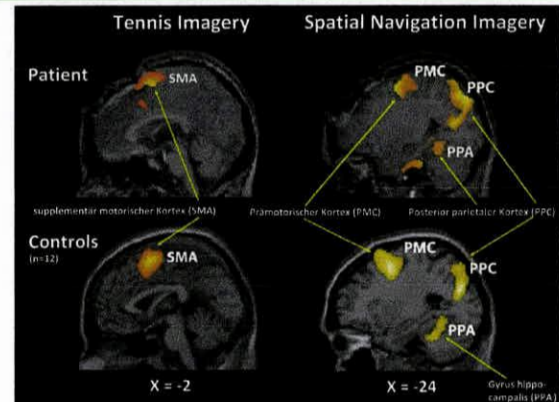 Tennis Imagery
Spatial Navigation Imagery
Patient
SMA
PMC
PPC
PPA
supplementär motorischer Kortex (SMA)
Prämotorischer Kortex (PMC)
Posterior parietaler Kortex (PPC)
Controls
(n=12)
SMA
PMC
PPC
PPA
X = -2
X = -24
Gyrus hippo-
campalis (PPA)